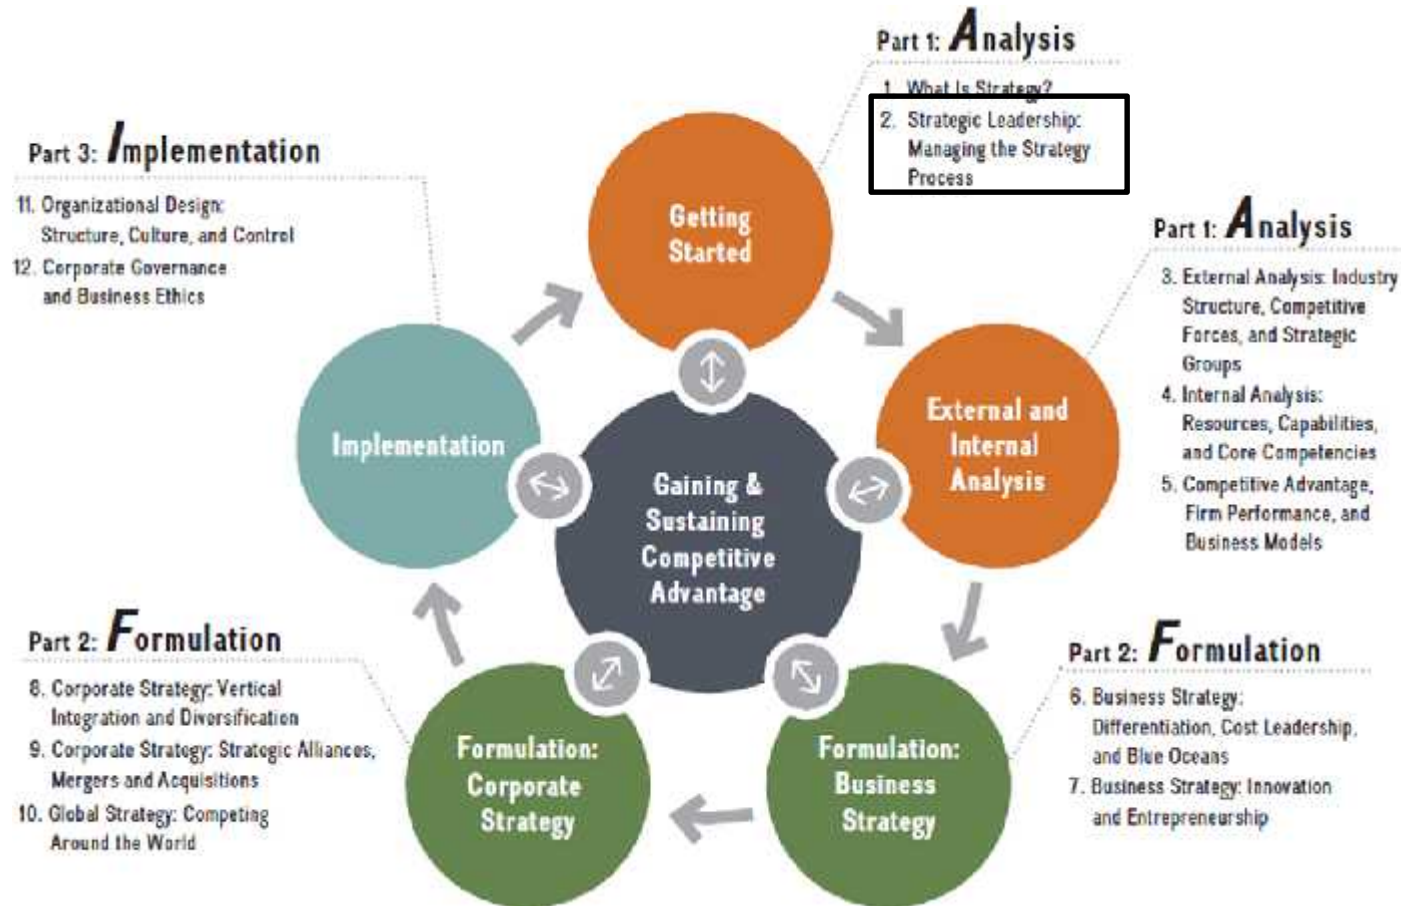 Part 1: Analysis
1. What Is Strategy?
2. Strategic Leadership:
Managing the Strategy
Process
Part 3: Implementation
11. Organizational Design:
Structure, Culture, and Control
12. Corporate Governance
and Business Ethics
Getting
Started
Part 1: Analysis
3. External Analysis: Industry
Structure, Competitive
Forces, and Strategic
Groups
4. Internal Analysis:
Resources, Capabilities,
and Core Competencies
5. Competitive Advantage,
Firm Performance, and
Business Models
Implementation
External and
Internal
Analysis
Gaining &
Sustaining
Competitive
Advantage
Part 2: Formulation
8. Corporate Strategy: Vertical
Integration and Diversification
9. Corporate Strategy: Strategic Alliances,
Mergers and Acquisitions
10. Global Strategy: Competing
Around the World
Formulation:
Corporate
Strategy
Formulation:
Business
Strategy
Part 2: Formulation
6. Business Strategy:
Differentiation, Cost Leadership,
and Blue Oceans
7. Business Strategy: Innovation
and Entrepreneurship